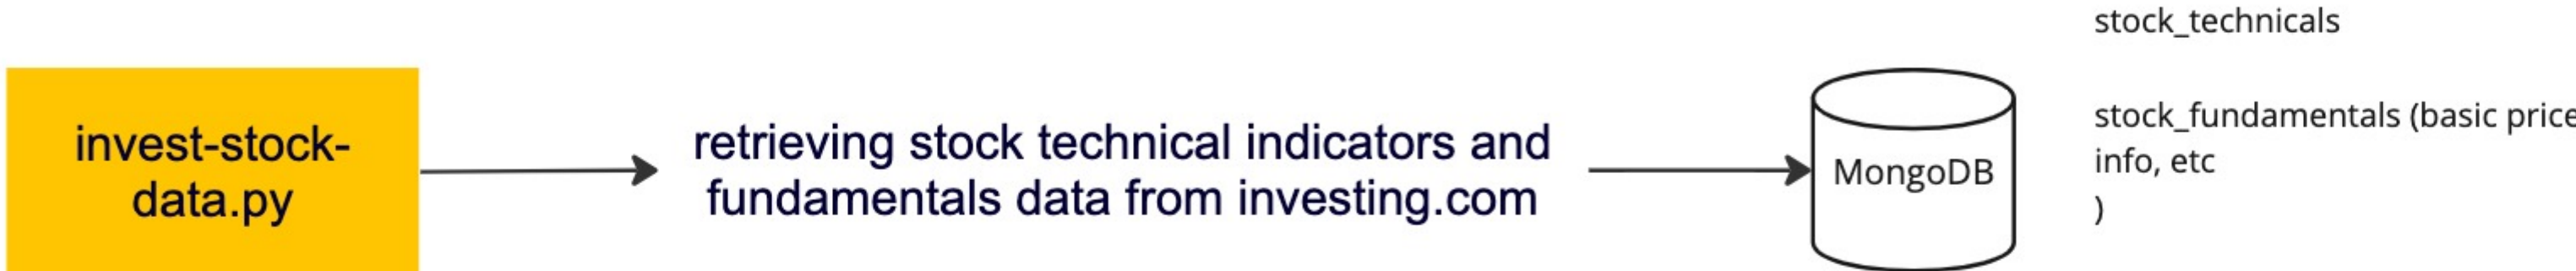 invest-stock-
data.py
retrieving stock technical indicators and
fundamentals data from investing.com
MongoDB
stock_technicals
stock_fundamentals (basic price
info, etc
)